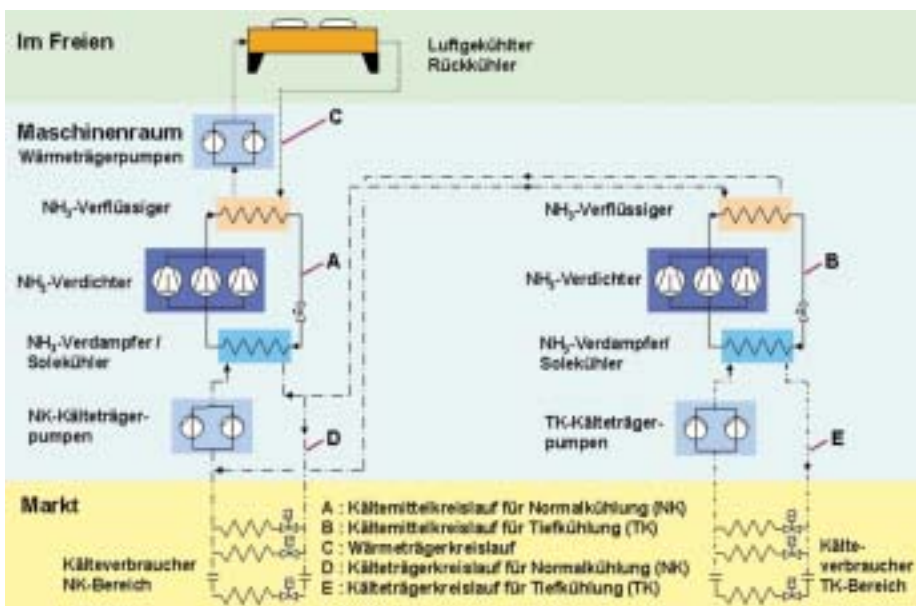 Im Freien
Luftgekühlter
Rückkühler
C
Maschinenraum
Wärmeträgerpumpen
NH₃-Verflüssiger
NH₃-Verflüssiger
A
B
NH₃-Verdichter
NH₃-Verdichter
NH₃-Verdampfer /
Solekühler
NH₃-Verdampfer/
Solekühler
NK-Kälteträger-
pumpen
TK-Kälteträger-
pumpen
D
E
Markt
A : Kältemittelkreislauf für Normalkühlung (NK)
B : Kältemittelkreislauf für Tiefkühlung (TK)
C : Wärmeträgerkreislauf
D : Kälteträgerkreislauf für Normalkühlung (NK)
E : Kälteträgerkreislauf für Tiefkühlung (TK)
Kälteverbraucher
NK-Bereich
Kälte-
verbraucher
TK-Bereich